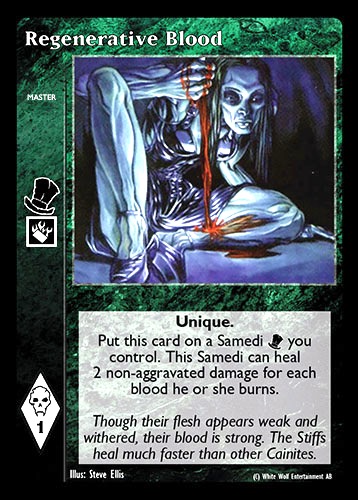 Regenerative Blood
MASTER
Unique.
Put this card on a Samedi you
control. This Samedi can heal
2 non-aggravated damage for each
blood he or she burns.
Though their flesh appears weak and
withered, their blood is strong. The Stiffs
heal much faster than other Cainites.
1
Illus: Steve Ellis
(C) White Wolf Entertainment AB